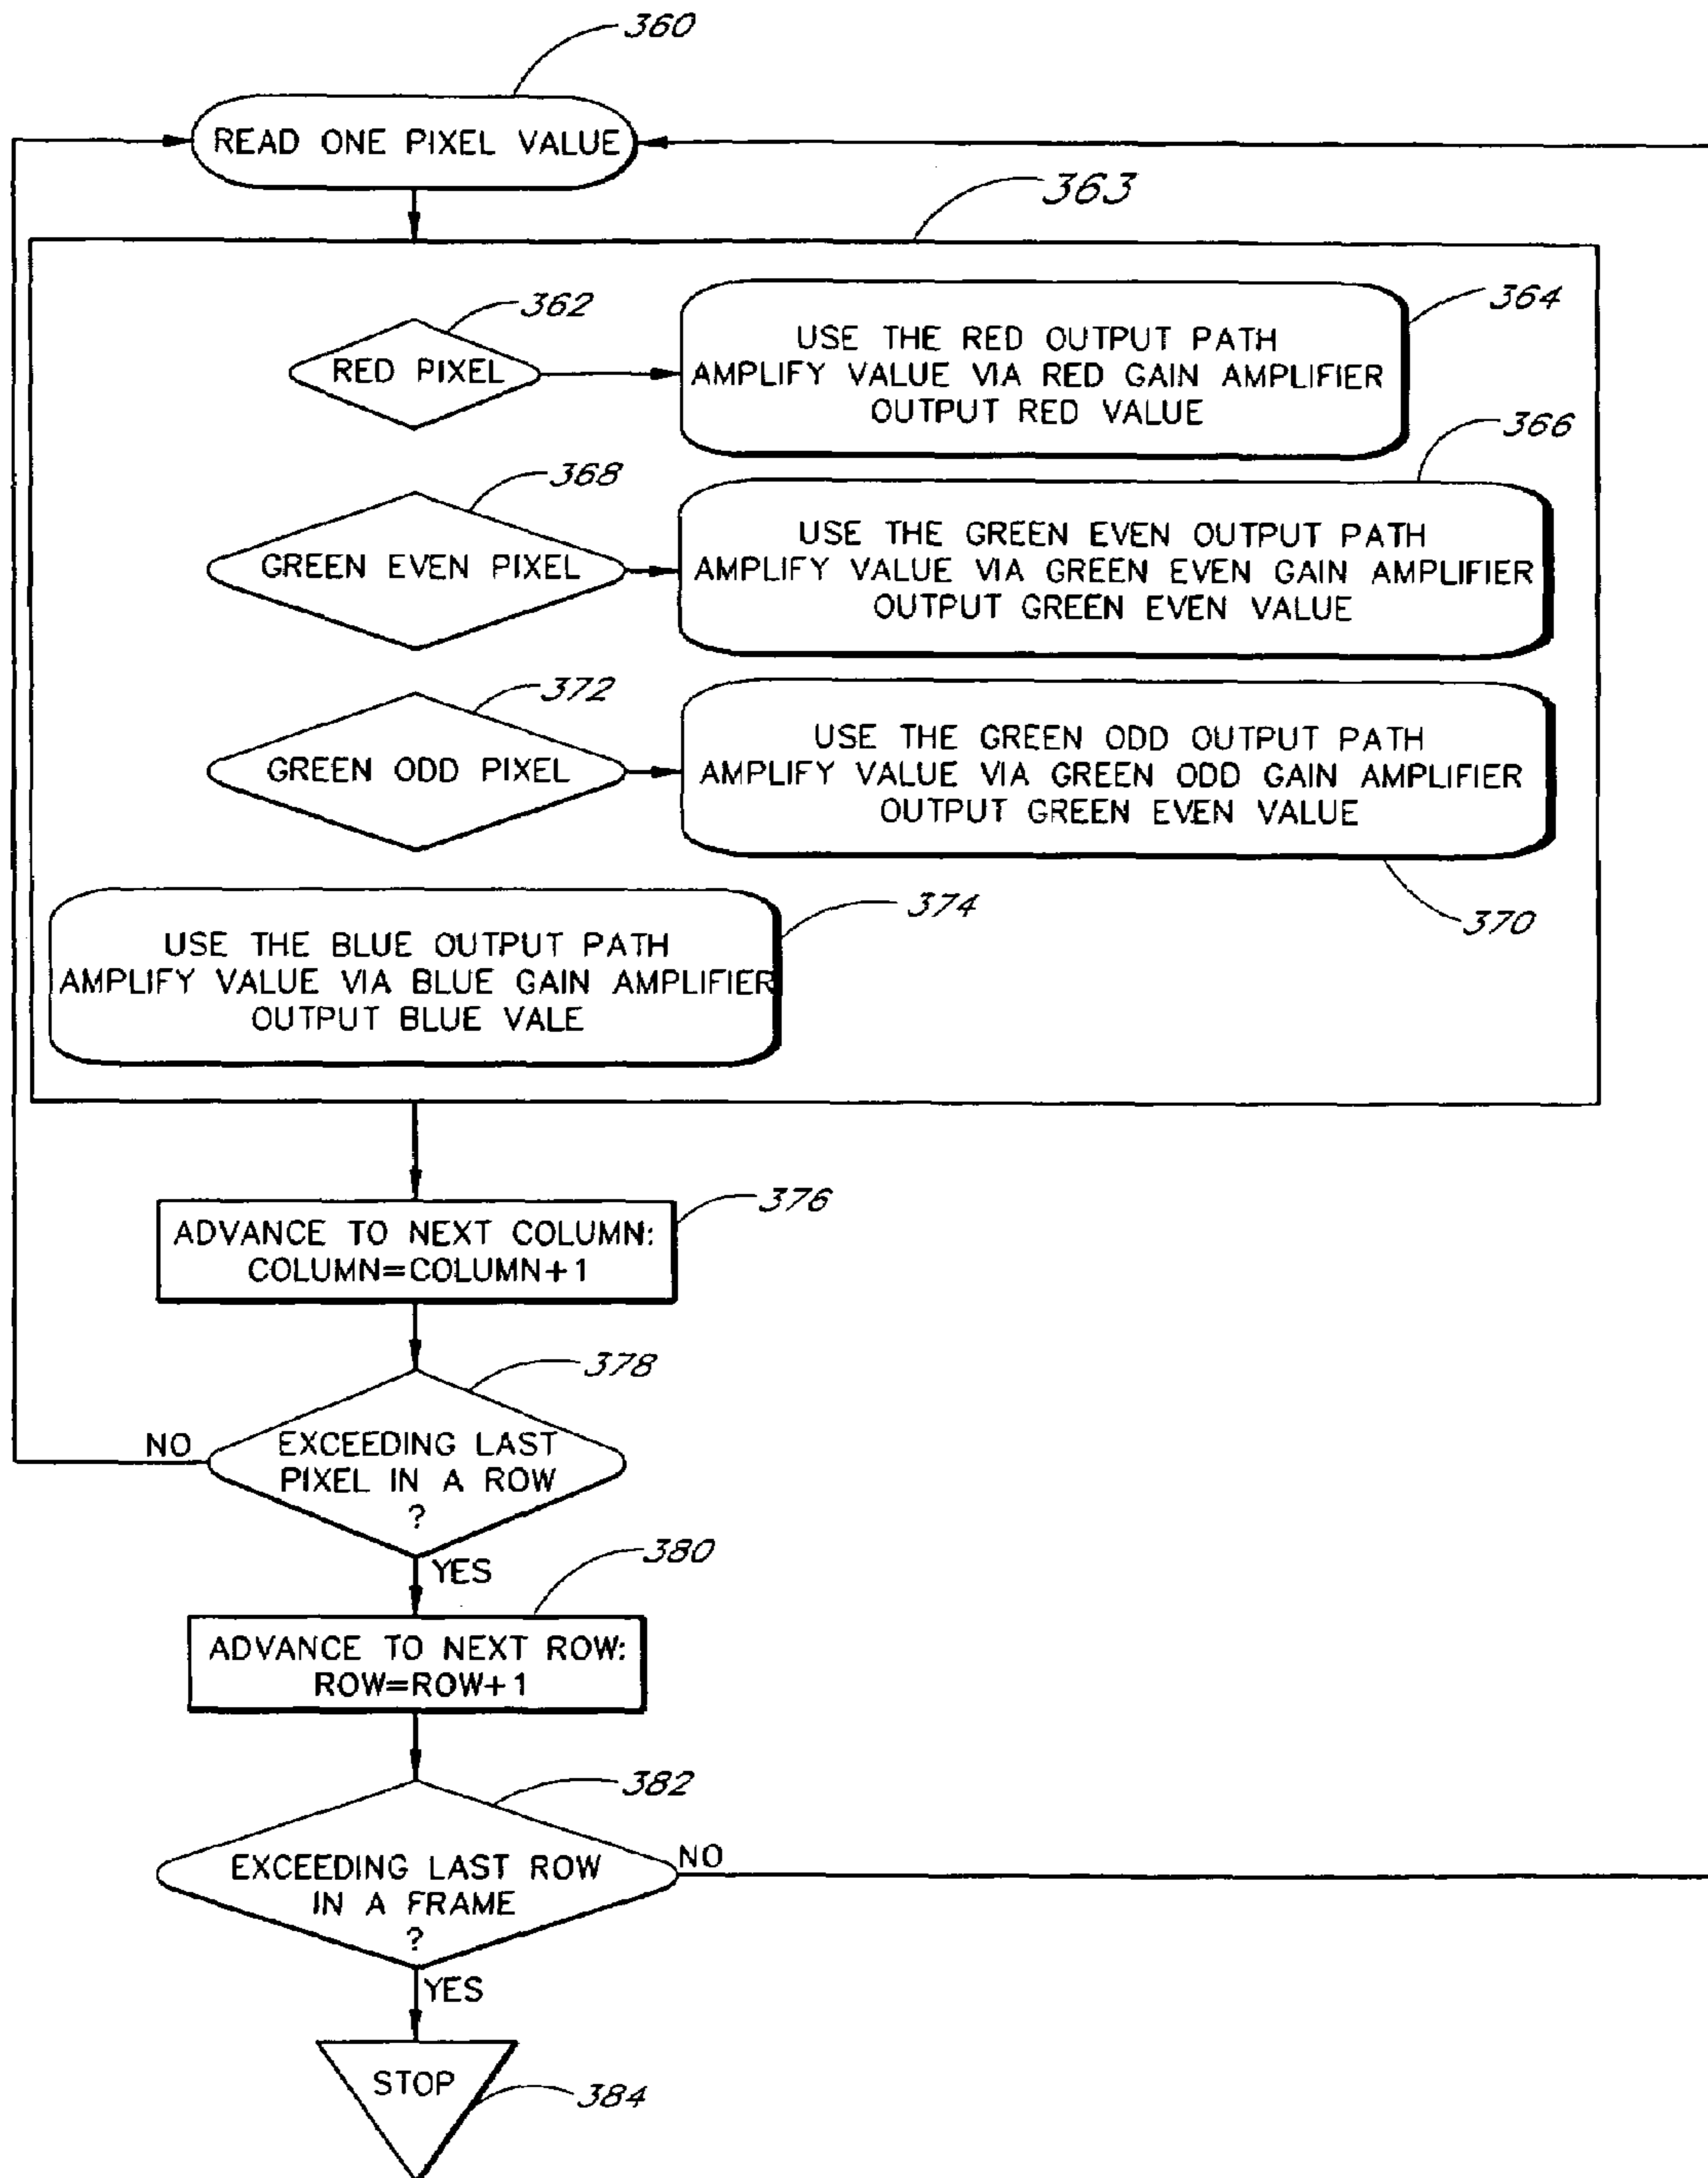 360
READ ONE PIXEL VALUE
363
362
RED PIXEL
364
USE THE RED OUTPUT PATH
AMPLIFY VALUE VIA RED GAIN AMPLIFIER
OUTPUT RED VALUE
368
GREEN EVEN PIXEL
366
USE THE GREEN EVEN OUTPUT PATH
AMPLIFY VALUE VIA GREEN EVEN GAIN AMPLIFIER
OUTPUT GREEN EVEN VALUE
372
GREEN ODD PIXEL
USE THE GREEN ODD OUTPUT PATH
AMPLIFY VALUE VIA GREEN ODD GAIN AMPLIFIER
OUTPUT GREEN EVEN VALUE
370
374
USE THE BLUE OUTPUT PATH
AMPLIFY VALUE VIA BLUE GAIN AMPLIFIER
OUTPUT BLUE VALE
376
ADVANCE TO NEXT COLUMN:
COLUMN=COLUMN+1
378
NO
EXCEEDING LAST
PIXEL IN A ROW
?
YES
380
ADVANCE TO NEXT ROW:
ROW=ROW+1
382
NO
EXCEEDING LAST ROW
IN A FRAME
?
YES
STOP
384